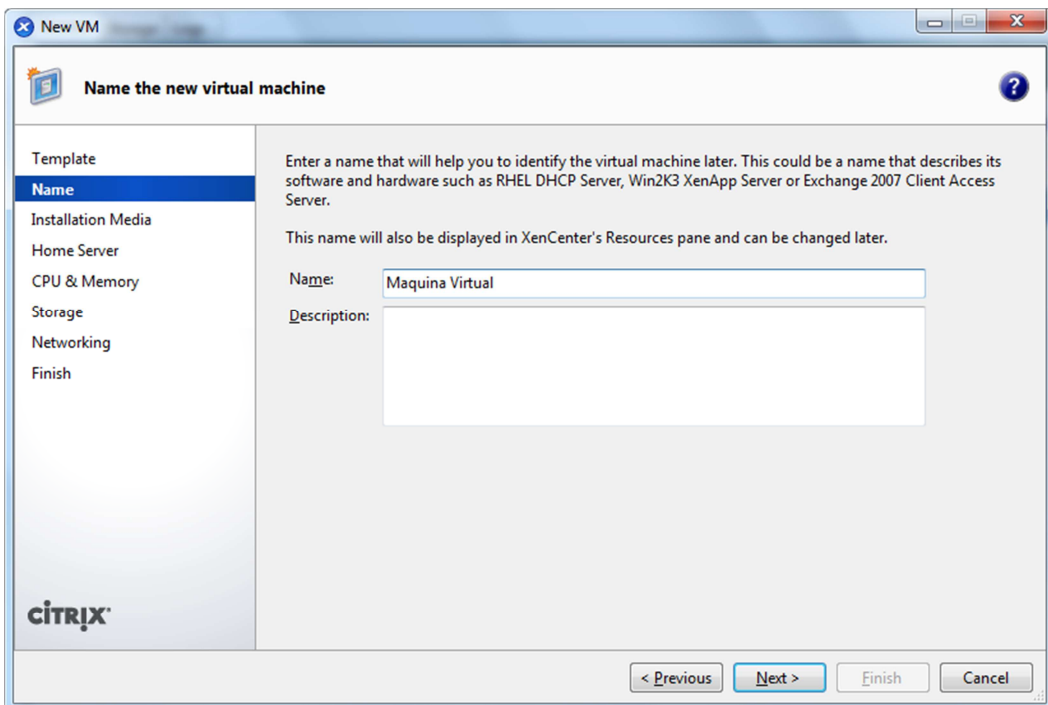 New VM
Name the new virtual machine
?
Template
Name
Installation Media
Home Server
CPU & Memory
Storage
Networking
Finish
CİTRIX
Enter a name that will help you to identify the virtual machine later. This could be a name that describes its
software and hardware such as RHEL DHCP Server, Win2K3 XenApp Server or Exchange 2007 Client Access
Server.
This name will also be displayed in XenCenter's Resources pane and can be changed later.
Name: Maquina Virtual
Description:
< Previous Next > Finish Cancel